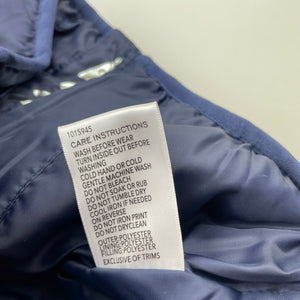 1015945
CARE INSTRUCTIONS
WASH BEFORE WEAR
TURN INSIDE OUT BEFORE
WASHING
COLD HAND OR COLD
GENTLE MACHINE WASH
DO NOT BLEACH
DO NOT SOAK OR RUB
DO NOT TUMBLE DRY
COOL IRON IF NEEDED
ON REVERSE
DO NOT IRON PRINT
DO NOT DRYCLEAN
OUTER:POLYESTER
LINING:POLYESTER
FILLING:POLYESTER
EXCLUSIVE OF TRIMS